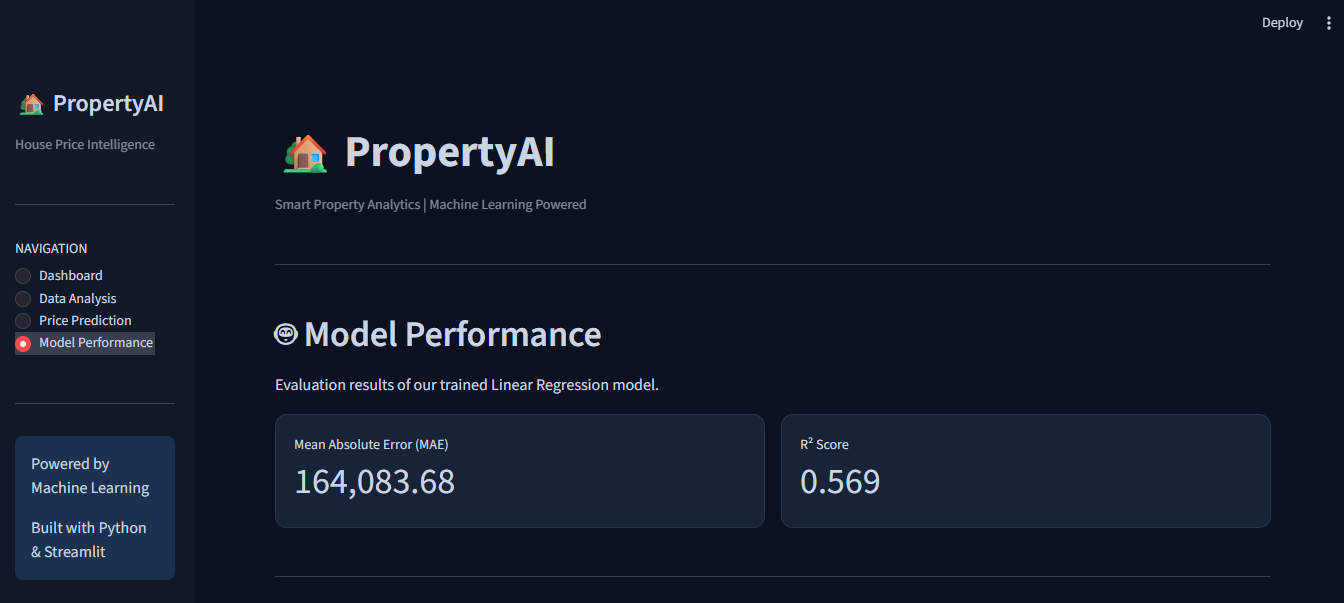 Deploy
PropertyAI
House Price Intelligence
NAVIGATION
Dashboard
Data Analysis
Price Prediction
Model Performance
Powered by
Machine Learning
Built with Python
& Streamlit
PropertyAI
Smart Property Analytics | Machine Learning Powered
Model Performance
Evaluation results of our trained Linear Regression model.
Mean Absolute Error (MAE)
164,083.68
R² Score
0.569